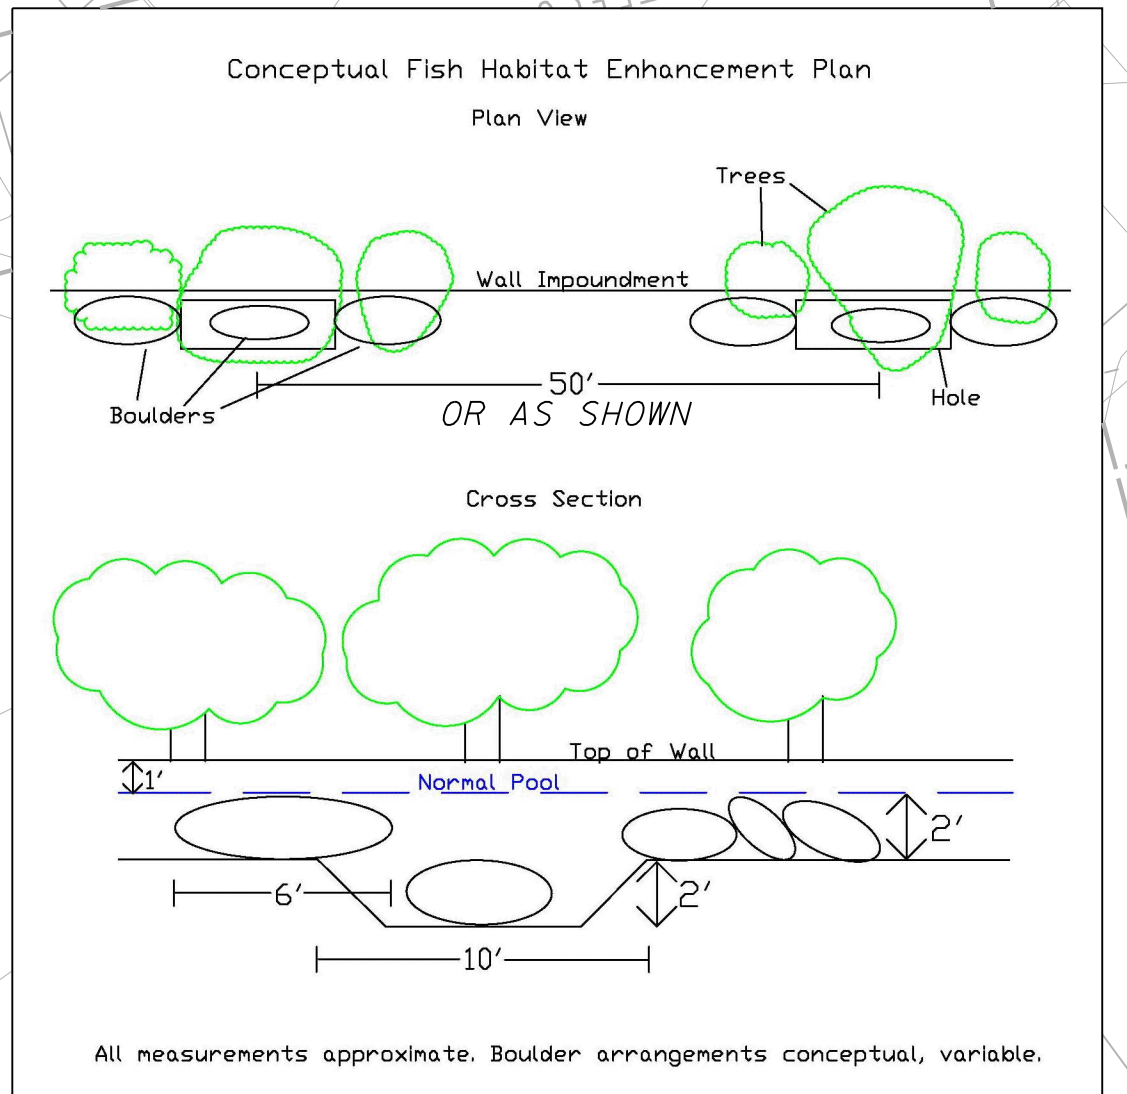 Conceptual Fish Habitat Enhancement Plan
Plan View
Trees
Wall Impoundment
50'
OR AS SHOWN
Hole
Boulders
Cross Section
Top of Wall
1'
Normal Pool
2'
6'
2'
10'
All measurements approximate. Boulder arrangements conceptual, variable.